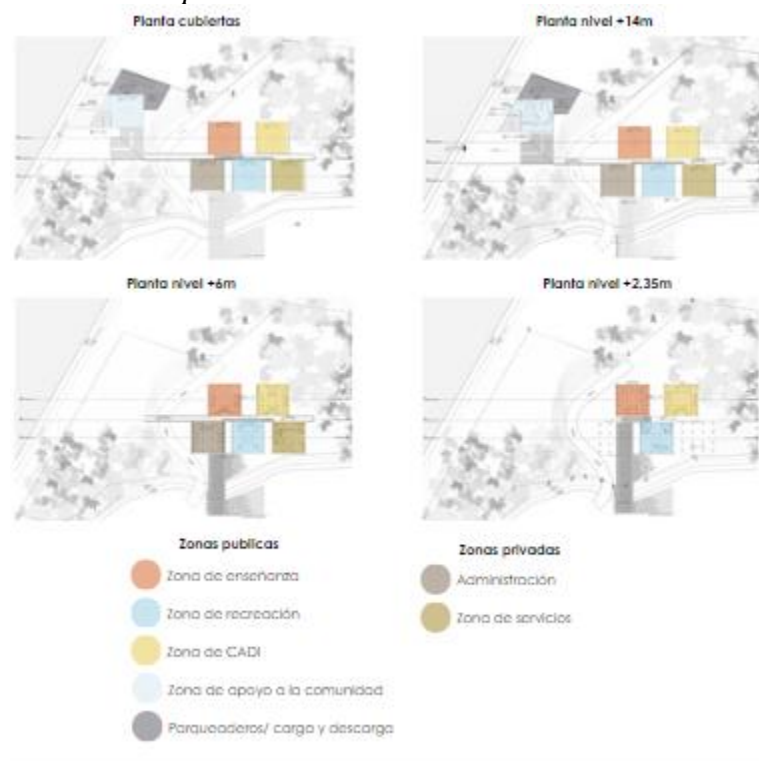 Planta cubiertas
Planta nivel +14m
Planta nivel +6m
Planta nivel +2,35m
Zonas publicas
Zona de enseñanza
Zona de recreación
Zona de CADI
Zona de apoyo a la comunidad
Parqueaderos/ carga y descarga
Zonas privadas
Administración
Zona de servicios